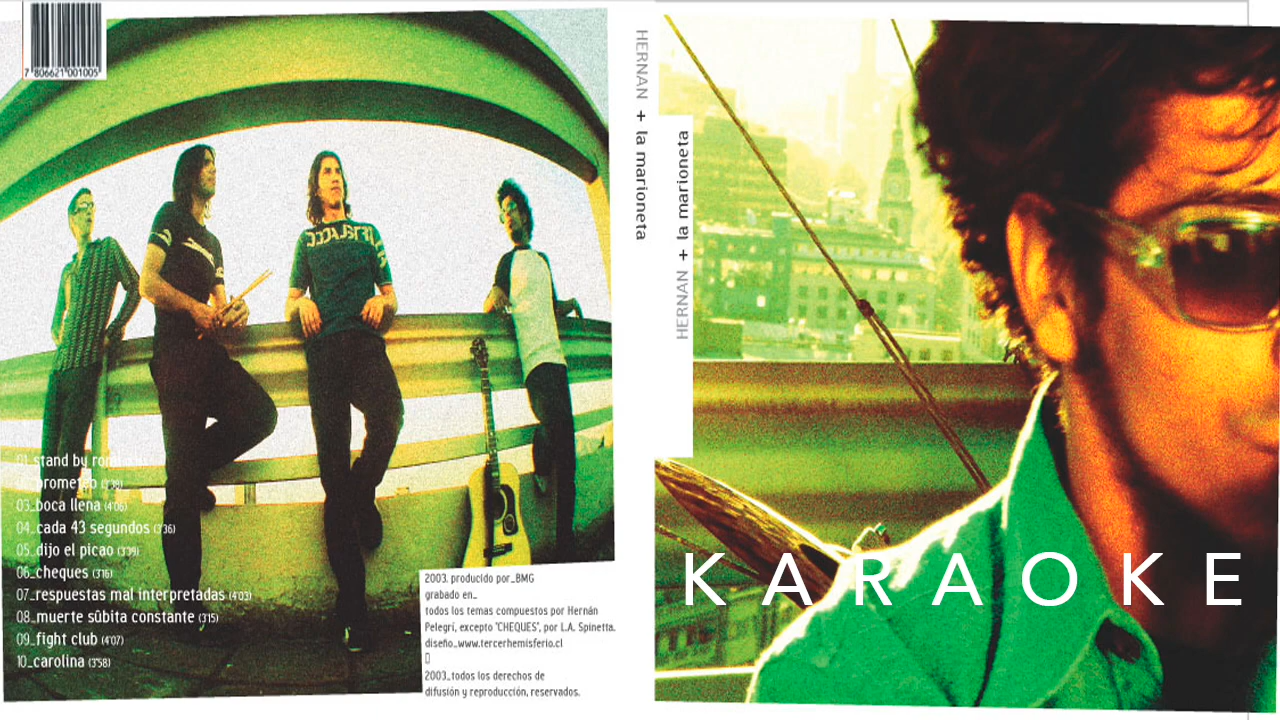 7 806621 001005
01_stand by romi
02_prometeo (3'38)
03_boca llena (4'06)
04_cada 43 segundos (3'36)
05_dijo el picao (3'39)
06_cheques (3'16)
07_respuestas mal interpretadas (4'03)
08_muerte sûbita constante (3'15)
09_fight club (4'07)
10_carolina (3'58)
2003. producido por_BMG
grabado en_
todos los temas compuestos por Hernán
Pelegrí, excepto "CHEQUES", por L.A. Spinetta.
diseño_www.tercerhemisferio.cl
2003_todos los derechos de
difusión y reproducción, reservados.
HERNAN + la marioneta
HERNAN + la marioneta
KARAOKE